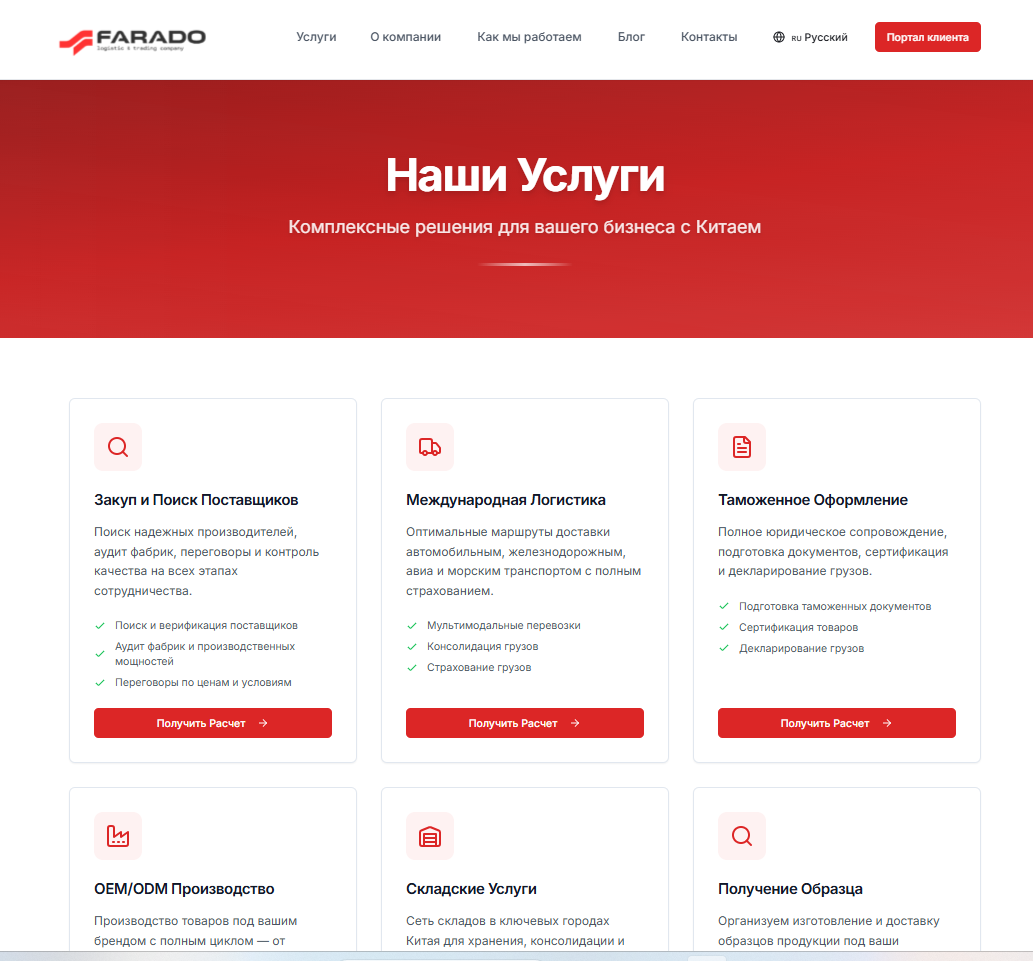 FARADO
logistic & trading company
Услуги
О компании
Как мы работаем
Блог
Контакты
RU Русский
Портал клиента
Наши Услуги
Комплексные решения для вашего бизнеса с Китаем
Закуп и Поиск Поставщиков
Поиск надежных производителей,
аудит фабрик, переговоры и контроль
качества на всех этапах
сотрудничества.
Поиск и верификация поставщиков
Аудит фабрик и производственных
мощностей
Переговоры по ценам и условиям
Получить Расчет
Международная Логистика
Оптимальные маршруты доставки
автомобильным, железнодорожным,
авиа и морским транспортом с полным
страхованием.
Мультимодальные перевозки
Консолидация грузов
Страхование грузов
Получить Расчет
Таможенное Оформление
Полное юридическое сопровождение,
подготовка документов, сертификация
и декларирование грузов.
Подготовка таможенных документов
Сертификация товаров
Декларирование грузов
Получить Расчет
OEM/ODM Производство
Производство товаров под вашим
брендом с полным циклом — от
Складские Услуги
Сеть складов в ключевых городах
Китая для хранения, консолидации и
Получение Образца
Организуем изготовление и доставку
образцов продукции под ваши